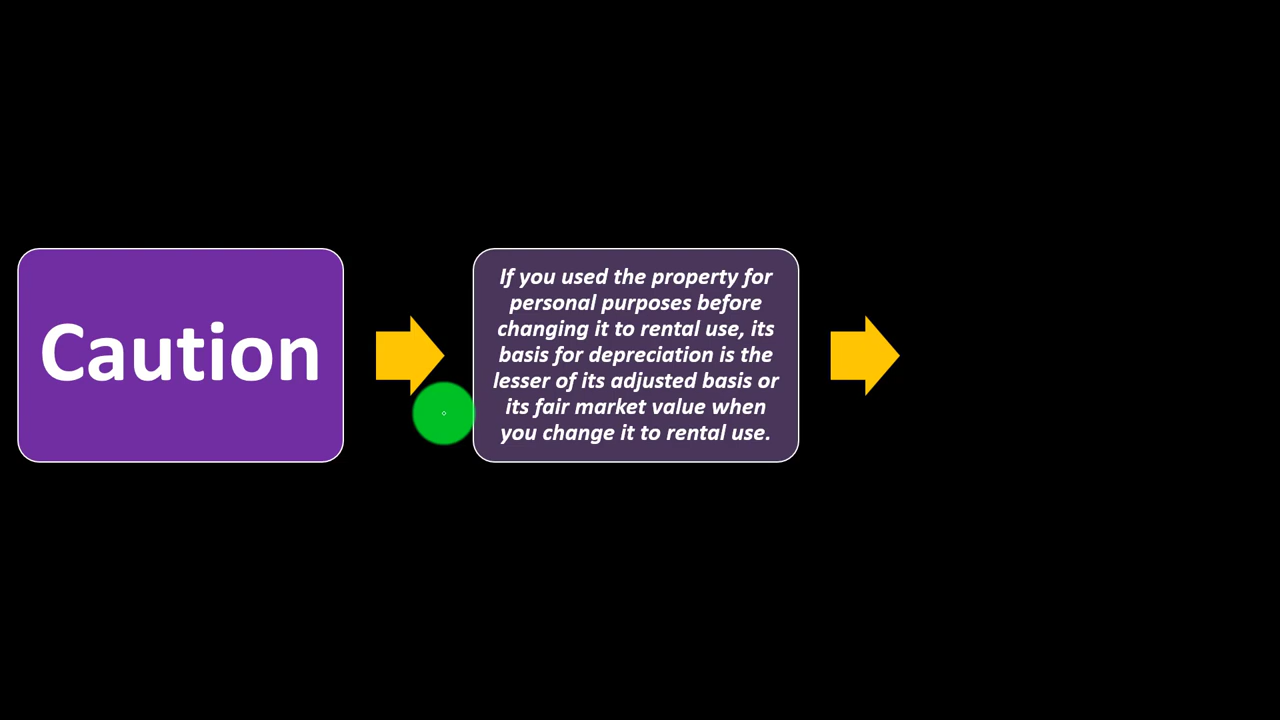 Caution
If you used the property for
personal purposes before
changing it to rental use, its
basis for depreciation is the
lesser of its adjusted basis or
its fair market value when
you change it to rental use.